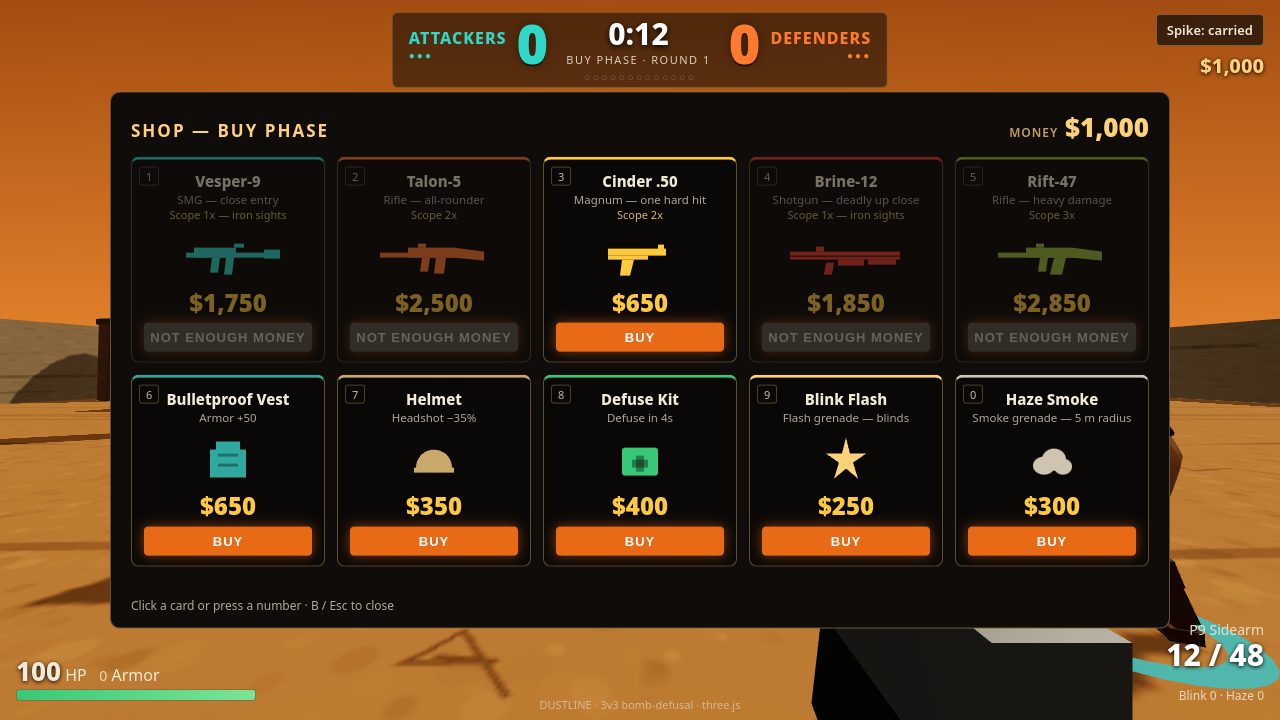 ATTACKERS 0 0:12 0 DEFENDERS
BUY PHASE · ROUND 1
Spike: carried
$1,000
SHOP — BUY PHASE
MONEY $1,000
1
Vesper-9
SMG — close entry
Scope 1x — iron sights
$1,750
NOT ENOUGH MONEY
2
Talon-5
Rifle — all-rounder
Scope 2x
$2,500
NOT ENOUGH MONEY
3
Cinder .50
Magnum — one hard hit
Scope 2x
$650
BUY
4
Brine-12
Shotgun — deadly up close
Scope 1x — iron sights
$1,850
NOT ENOUGH MONEY
5
Rift-47
Rifle — heavy damage
Scope 3x
$2,850
NOT ENOUGH MONEY
6
Bulletproof Vest
Armor +50
$650
BUY
7
Helmet
Headshot −35%
$350
BUY
8
Defuse Kit
Defuse in 4s
$400
BUY
9
Blink Flash
Flash grenade — blinds
$250
BUY
0
Haze Smoke
Smoke grenade — 5 m radius
$300
BUY
Click a card or press a number · B / Esc to close
100 HP 0 Armor
P9 Sidearm
12 / 48
Blink 0 · Haze 0
DUSTLINE · 3v3 bomb-defusal · three.js